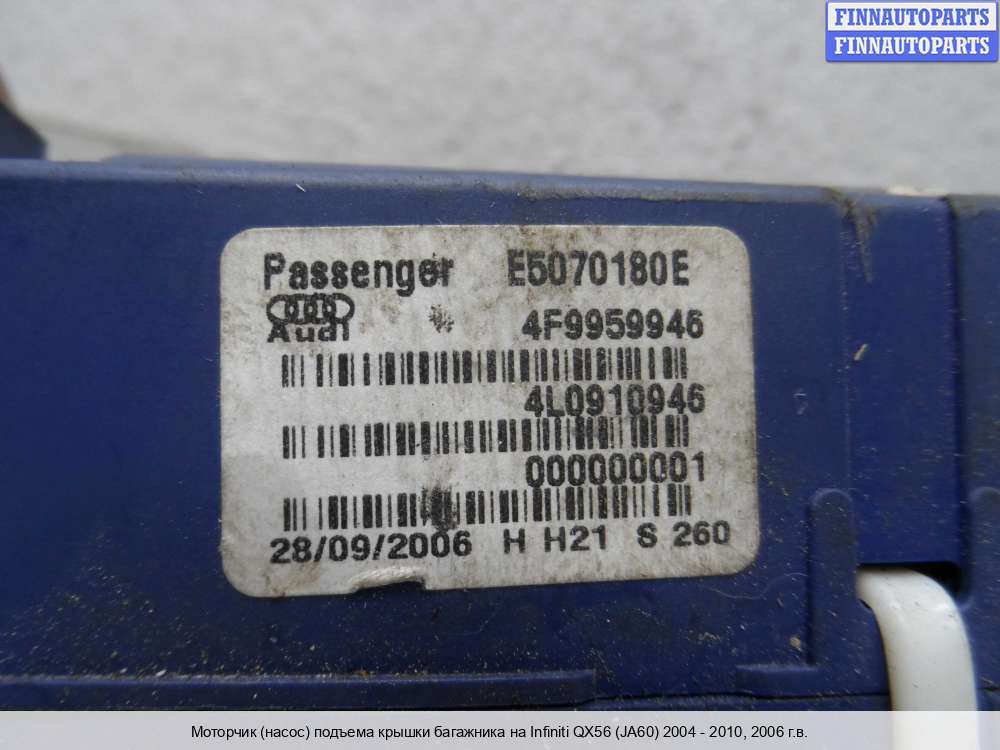 FINNAUTOPARTS
FINNAUTOPARTS
Passenger E5070180E
Audi 4F9959946
4L0910946
000000001
28/09/2006 H H21 S 260
Моторчик (насос) подъема крышки багажника на Infiniti QX56 (JA60) 2004 - 2010, 2006 г.в.